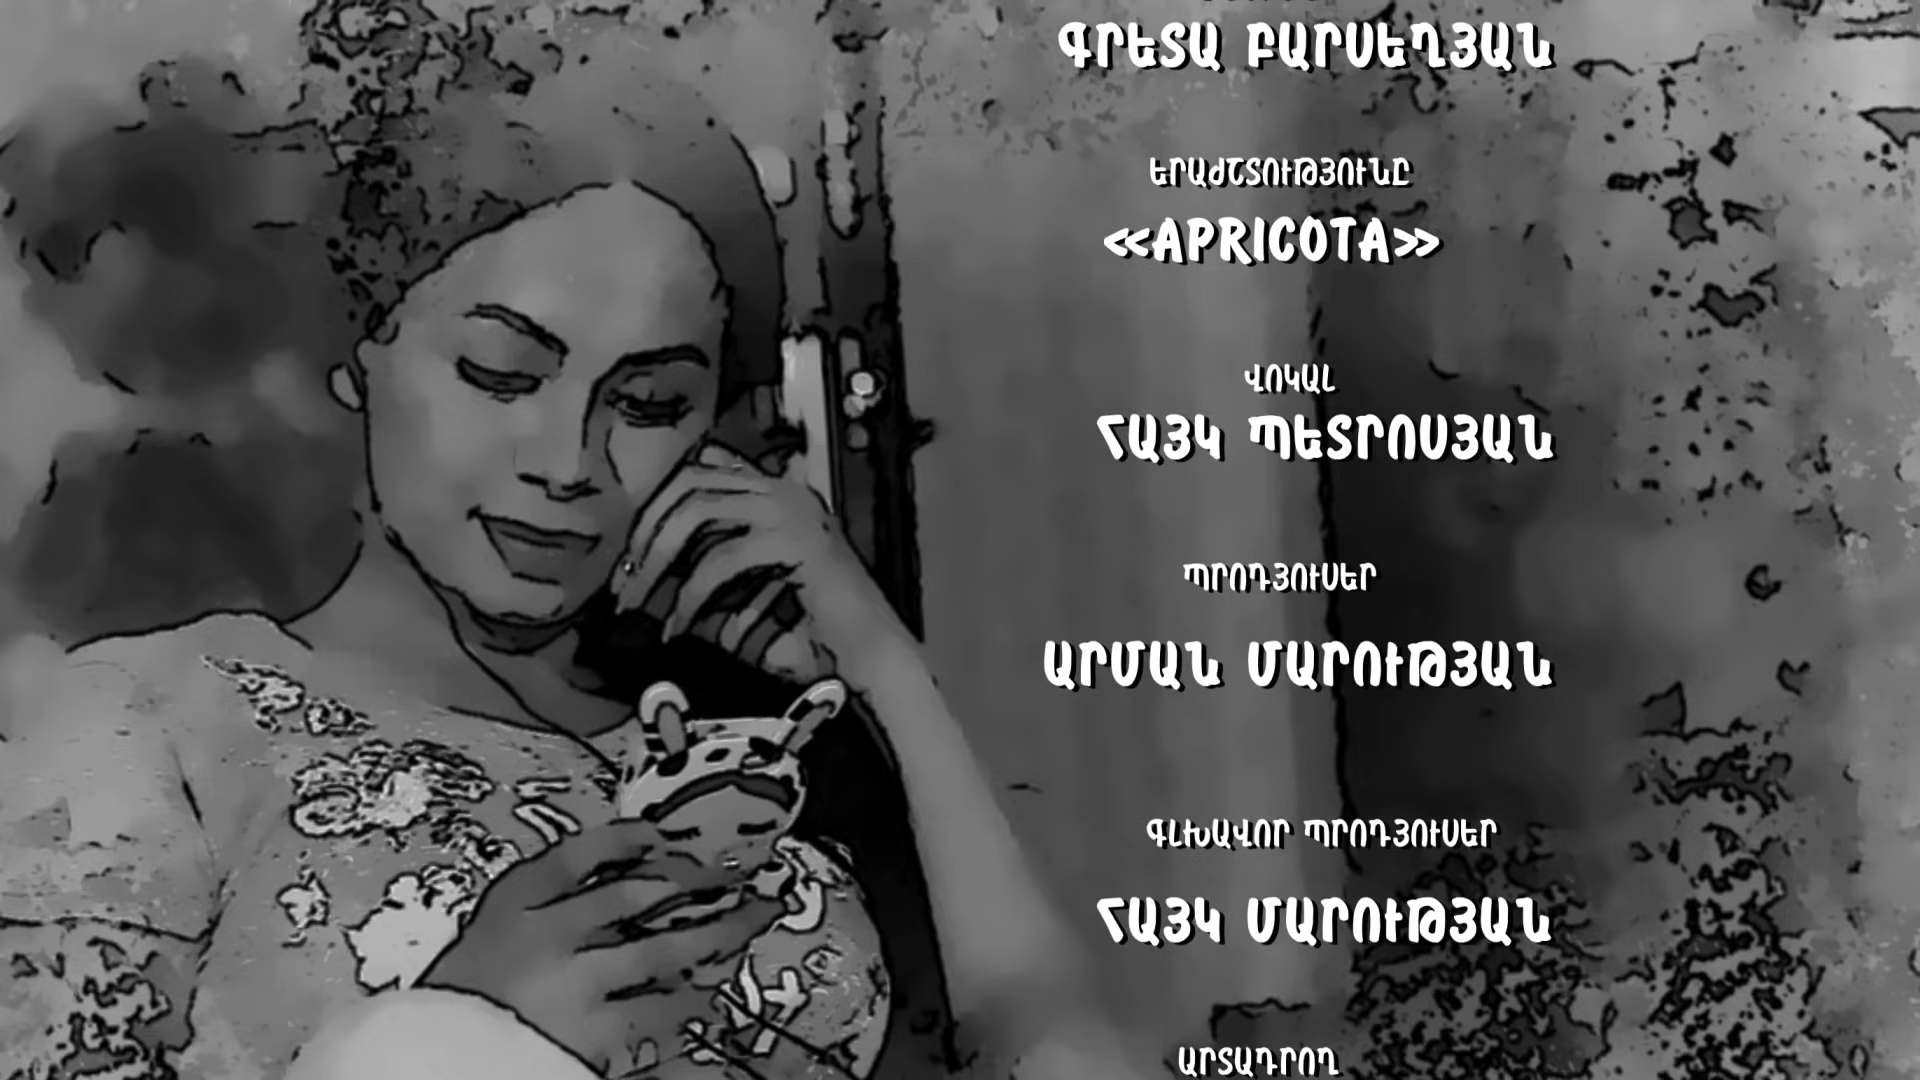 ԳՐԵՏԱ ԲԱՐՍԵՂՅԱՆ
ԵՐԱԺՇՏՈՒԹՅՈՒՆԸ
«APRICOTA»
ՎՈԿԱԼ
ՀԱՅԿ ՊԵՏՐՈՍՅԱՆ
ՊՐՈԴՅՈՒՍԵՐ
ԱՐՄԱՆ ՄԱՐՈՒԹՅԱՆ
ԳԼԽԱՎՈՐ ՊՐՈԴՅՈՒՍԵՐ
ՀԱՅԿ ՄԱՐՈՒԹՅԱՆ
ԱՐՏԱԴՐՈՂ